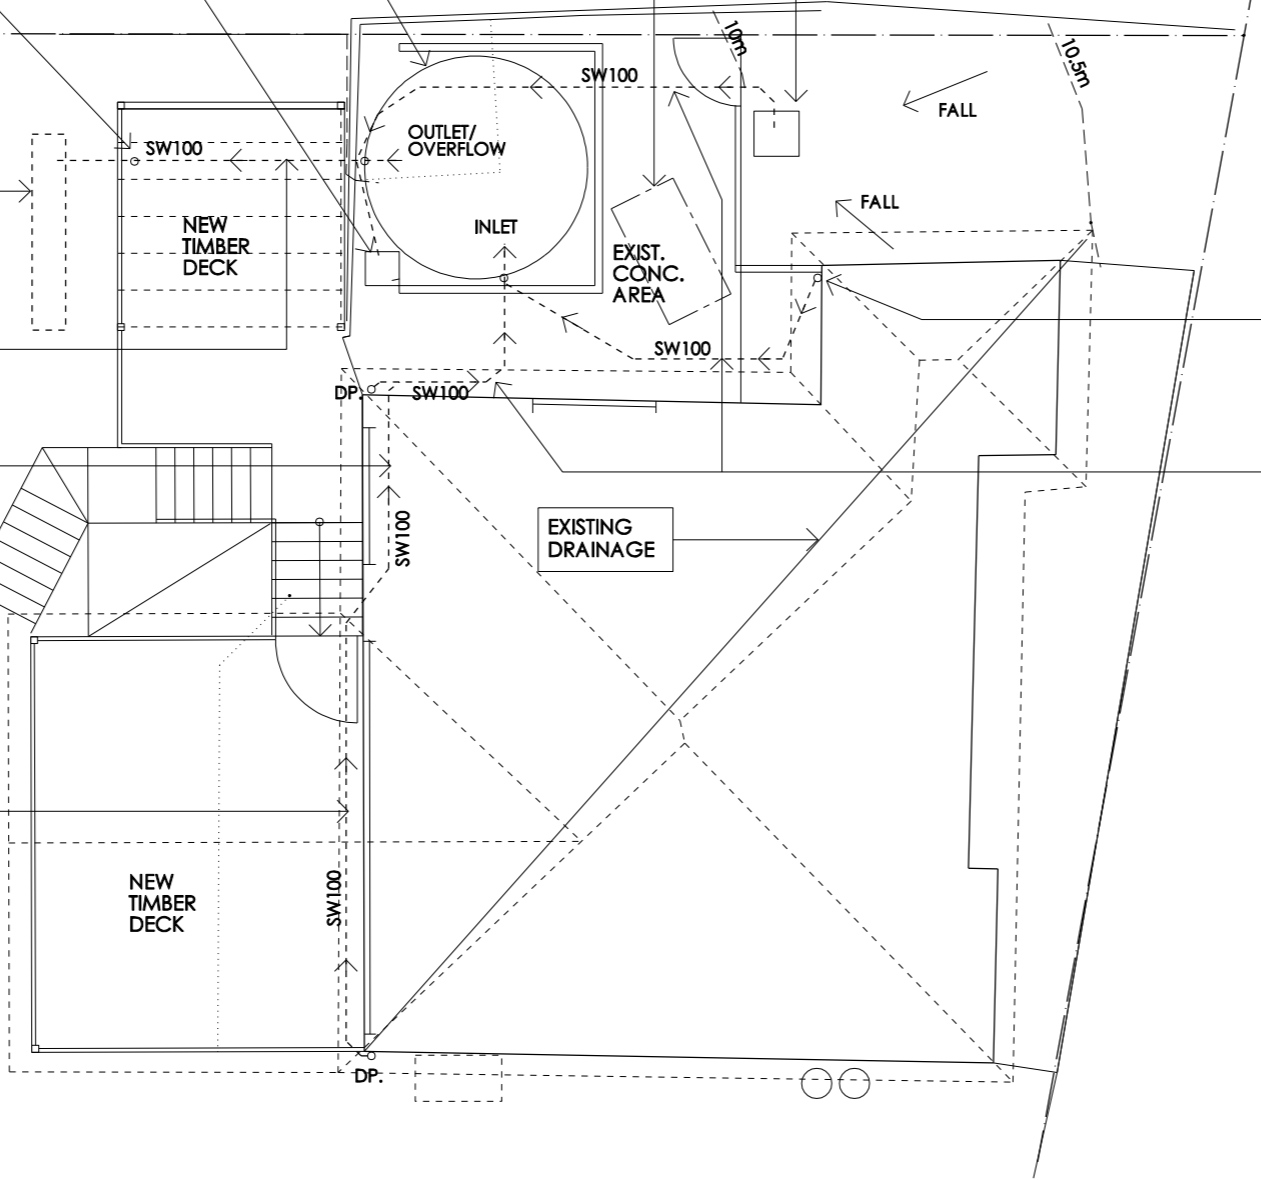 10m
10.5m
SW100
FALL
OUTLET/
OVERFLOW
SW100
FALL
NEW
TIMBER
DECK
INLET
EXIST.
CONC.
AREA
SW100
DP.
SW100
EXISTING
DRAINAGE
SW100
NEW
TIMBER
DECK
SW100
DP.